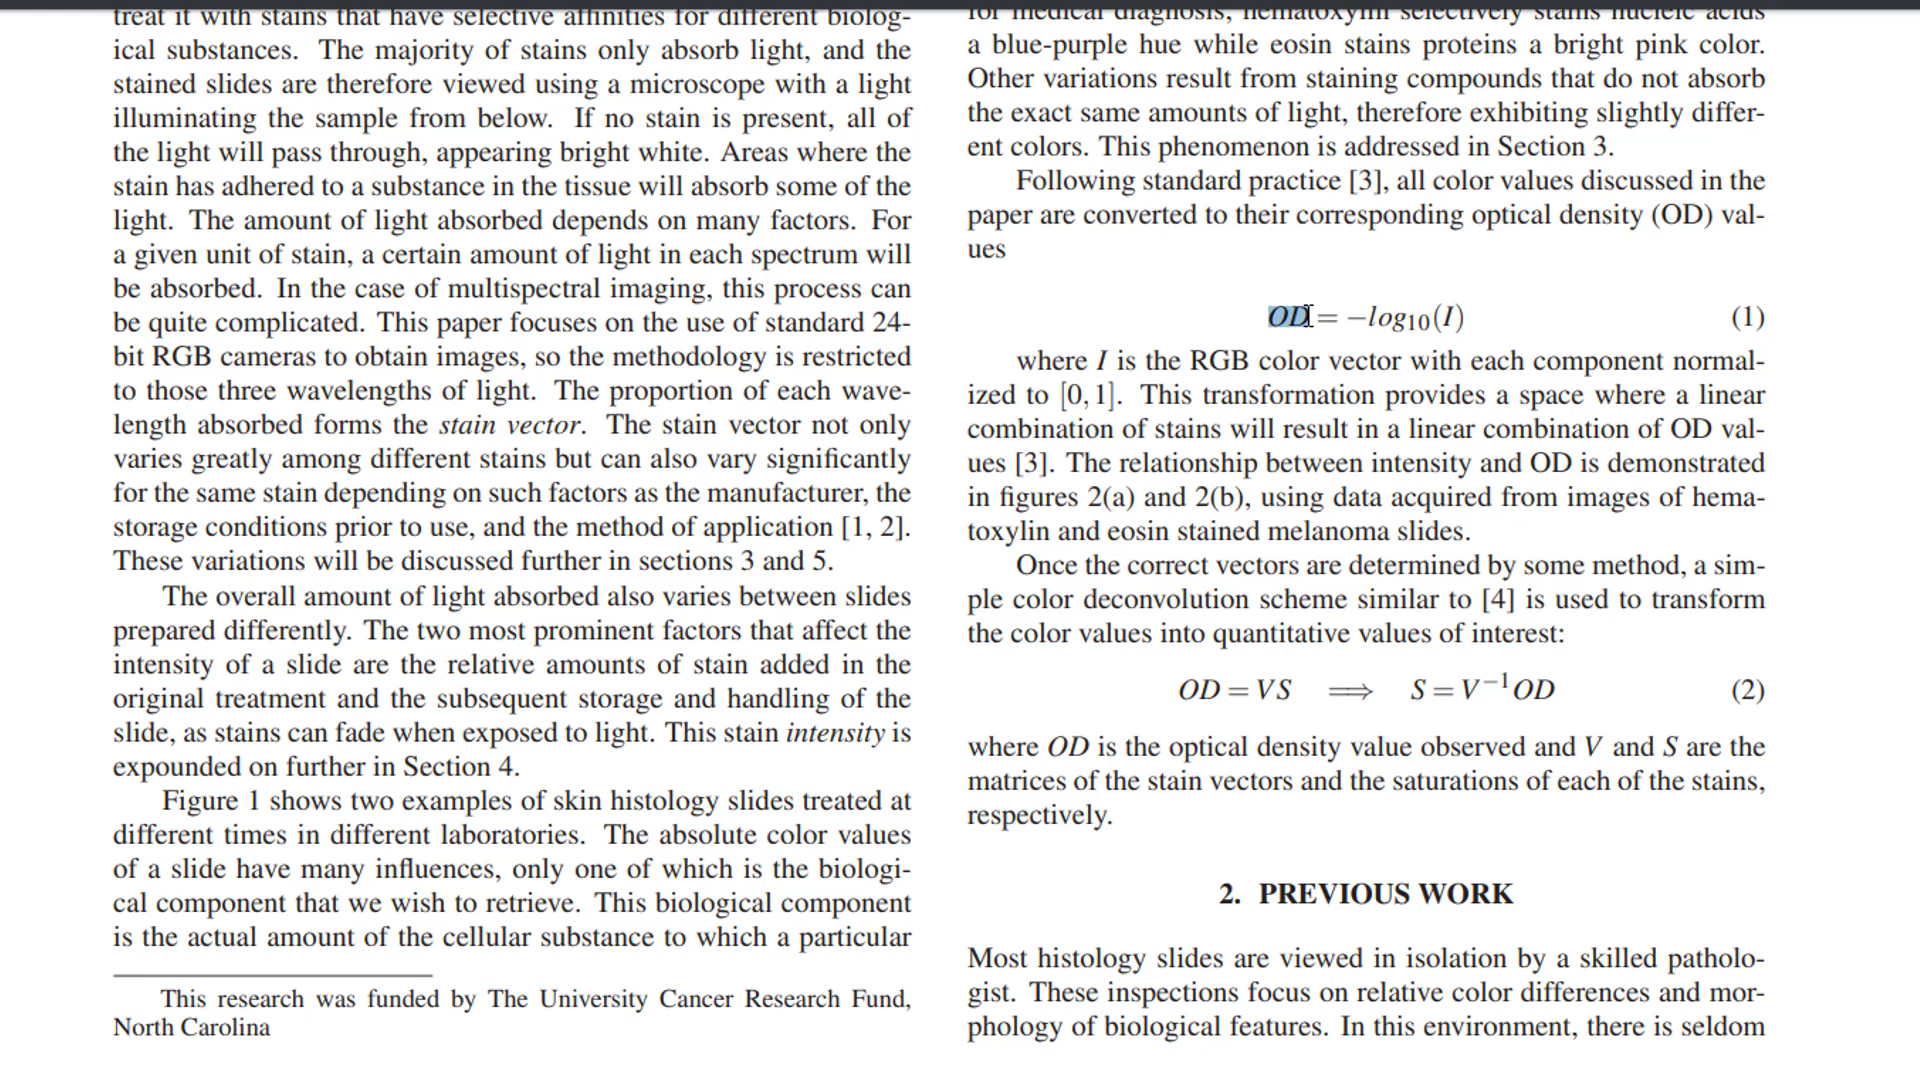 treat it with stains that have selective affinities for different biolog-
ical substances. The majority of stains only absorb light, and the
stained slides are therefore viewed using a microscope with a light
illuminating the sample from below. If no stain is present, all of
the light will pass through, appearing bright white. Areas where the
stain has adhered to a substance in the tissue will absorb some of the
light. The amount of light absorbed depends on many factors. For
a given unit of stain, a certain amount of light in each spectrum will
be absorbed. In the case of multispectral imaging, this process can
be quite complicated. This paper focuses on the use of standard 24-
bit RGB cameras to obtain images, so the methodology is restricted
to those three wavelengths of light. The proportion of each wave-
length absorbed forms the stain vector. The stain vector not only
varies greatly among different stains but can also vary significantly
for the same stain depending on such factors as the manufacturer, the
storage conditions prior to use, and the method of application [1, 2].
These variations will be discussed further in sections 3 and 5.
The overall amount of light absorbed also varies between slides
prepared differently. The two most prominent factors that affect the
intensity of a slide are the relative amounts of stain added in the
original treatment and the subsequent storage and handling of the
slide, as stains can fade when exposed to light. This stain intensity is
expounded on further in Section 4.
Figure 1 shows two examples of skin histology slides treated at
different times in different laboratories. The absolute color values
of a slide have many influences, only one of which is the biologi-
cal component that we wish to retrieve. This biological component
is the actual amount of the cellular substance to which a particular
This research was funded by The University Cancer Research Fund,
North Carolina
for medical diagnosis, hematoxylin selectively stains nucleic acids
a blue-purple hue while eosin stains proteins a bright pink color.
Other variations result from staining compounds that do not absorb
the exact same amounts of light, therefore exhibiting slightly differ-
ent colors. This phenomenon is addressed in Section 3.
Following standard practice [3], all color values discussed in the
paper are converted to their corresponding optical density (OD) val-
ues
OD = −log₁₀(I) (1)
where I is the RGB color vector with each component normal-
ized to [0, 1]. This transformation provides a space where a linear
combination of stains will result in a linear combination of OD val-
ues [3]. The relationship between intensity and OD is demonstrated
in figures 2(a) and 2(b), using data acquired from images of hema-
toxylin and eosin stained melanoma slides.
Once the correct vectors are determined by some method, a sim-
ple color deconvolution scheme similar to [4] is used to transform
the color values into quantitative values of interest:
OD = VS ⟹ S = V⁻¹OD (2)
where OD is the optical density value observed and V and S are the
matrices of the stain vectors and the saturations of each of the stains,
respectively.
2. PREVIOUS WORK
Most histology slides are viewed in isolation by a skilled patholo-
gist. These inspections focus on relative color differences and mor-
phology of biological features. In this environment, there is seldom